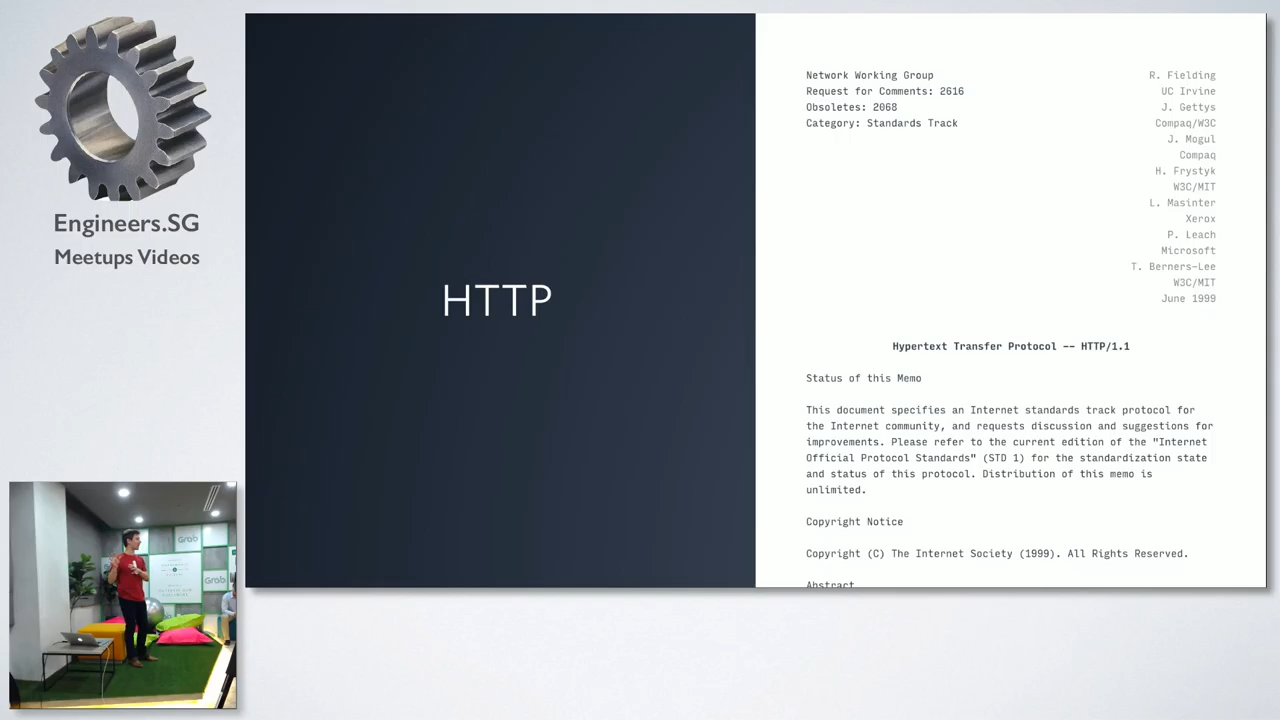 Engineers.SG
Meetups Videos
HTTP
Network Working Group
Request for Comments: 2616
Obsoletes: 2068
Category: Standards Track
R. Fielding
UC Irvine
J. Gettys
Compaq/W3C
J. Mogul
Compaq
H. Frystyk
W3C/MIT
L. Masinter
Xerox
P. Leach
Microsoft
T. Berners-Lee
W3C/MIT
June 1999
Hypertext Transfer Protocol -- HTTP/1.1
Status of this Memo
This document specifies an Internet standards track protocol for
the Internet community, and requests discussion and suggestions for
improvements. Please refer to the current edition of the "Internet
Official Protocol Standards" (STD 1) for the standardization state
and status of this protocol. Distribution of this memo is
unlimited.
Copyright Notice
Copyright (C) The Internet Society (1999). All Rights Reserved.
Abstract
Grab
Grab